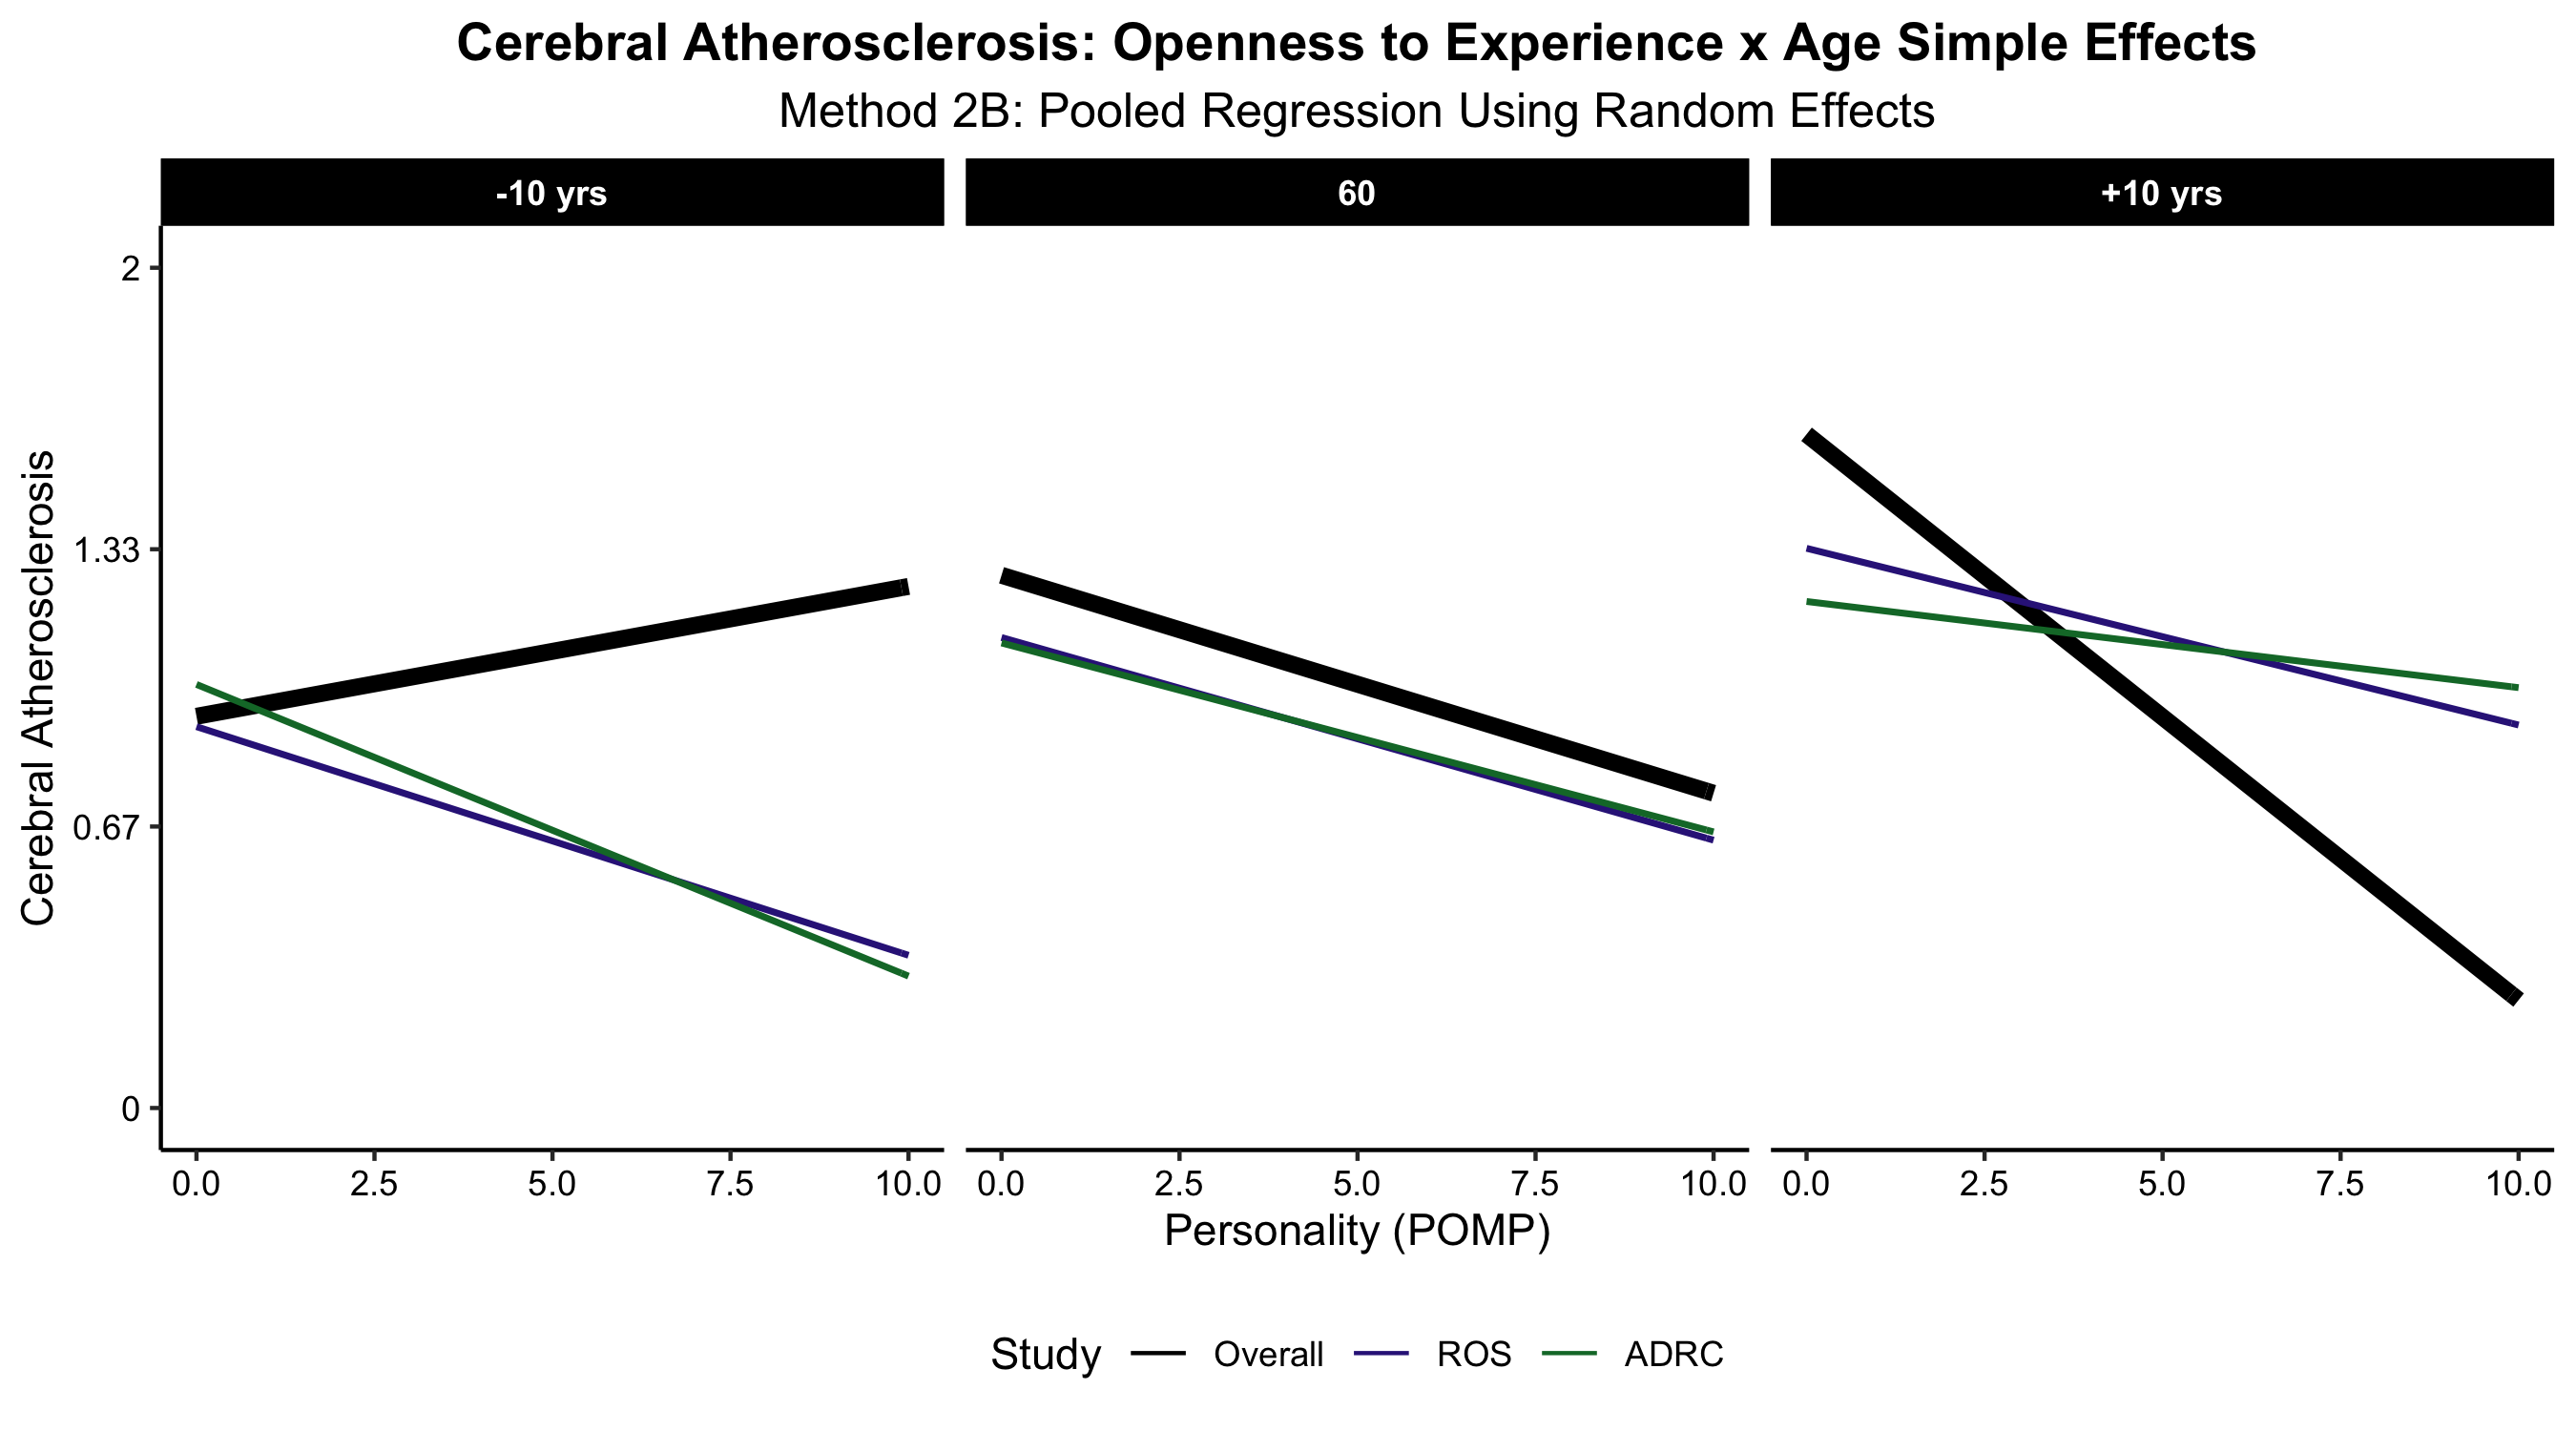 Cerebral Atherosclerosis: Openness to Experience x Age Simple Effects
Method 2B: Pooled Regression Using Random Effects
-10 yrs 60 +10 yrs
Cerebral Atherosclerosis
2
1.33
0.67
0
0.0 2.5 5.0 7.5 10.0 0.0 2.5 5.0 7.5 10.0 0.0 2.5 5.0 7.5 10.0
Personality (POMP)
Study Overall ROS ADRC